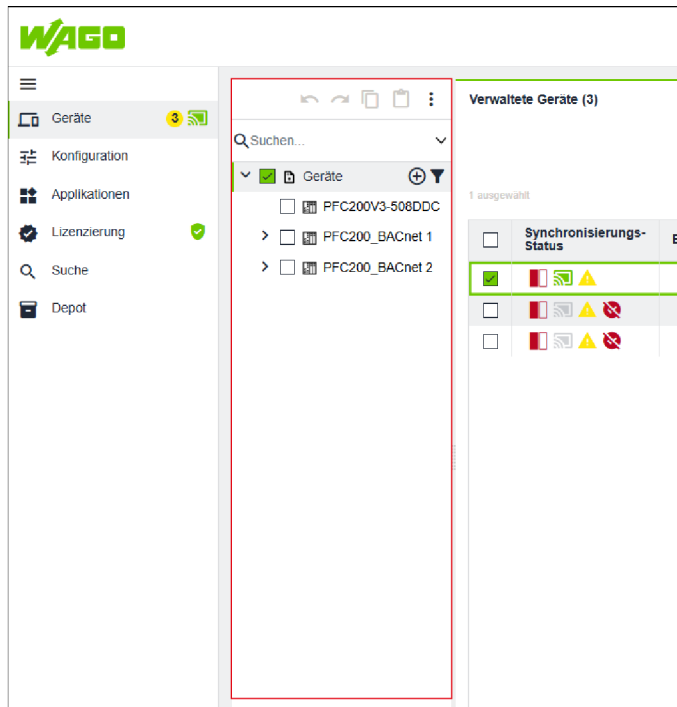 WAGO
Geräte 3
Konfiguration
Applikationen
Lizenzierung
Suche
Depot
Suchen...
Geräte
PFC200V3-508DDC
PFC200_BACnet 1
PFC200_BACnet 2
Verwaltete Geräte (3)
1 ausgewählt
Synchronisierungs-
Status